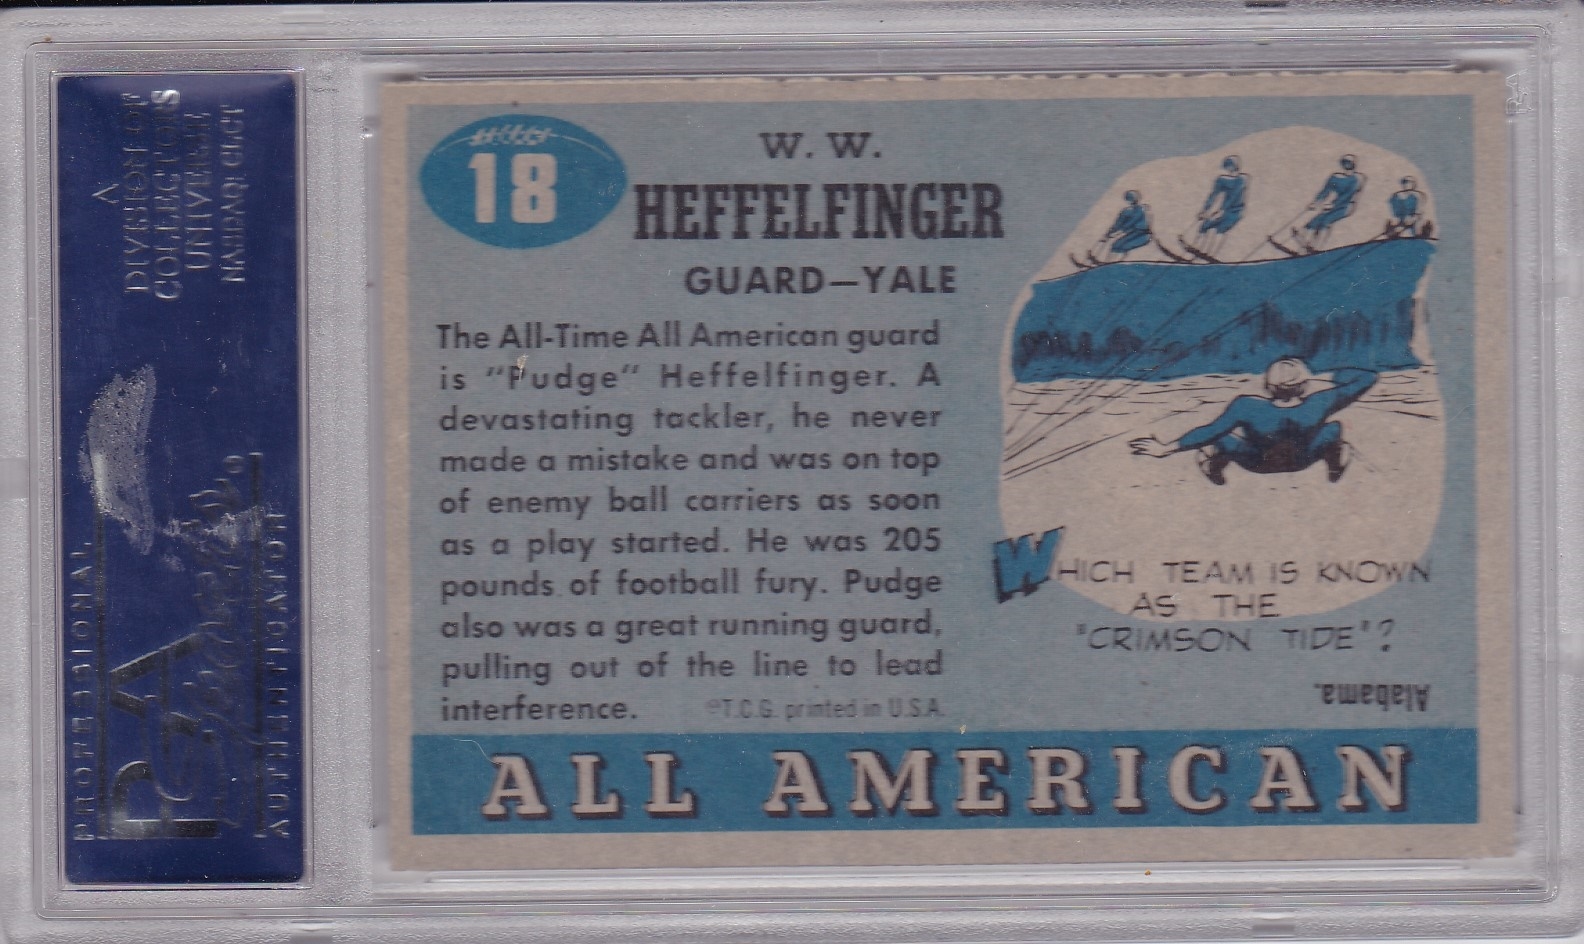 A
DIVISION OF
COLLECTORS
UNIVERSE
NASDAQ: CLCT
PSA
PROFESSIONAL
AUTHENTICATOR
18
W. W.
HEFFELFINGER
GUARD—YALE
The All-Time All American guard
is "Pudge" Heffelfinger. A
devastating tackler, he never
made a mistake and was on top
of enemy ball carriers as soon
as a play started. He was 205
pounds of football fury. Pudge
also was a great running guard,
pulling out of the line to lead
interference.
©T.C.G. printed in U.S.A.
WHICH TEAM IS KNOWN
AS THE
"CRIMSON TIDE"?
Alabama.
ALL AMERICAN